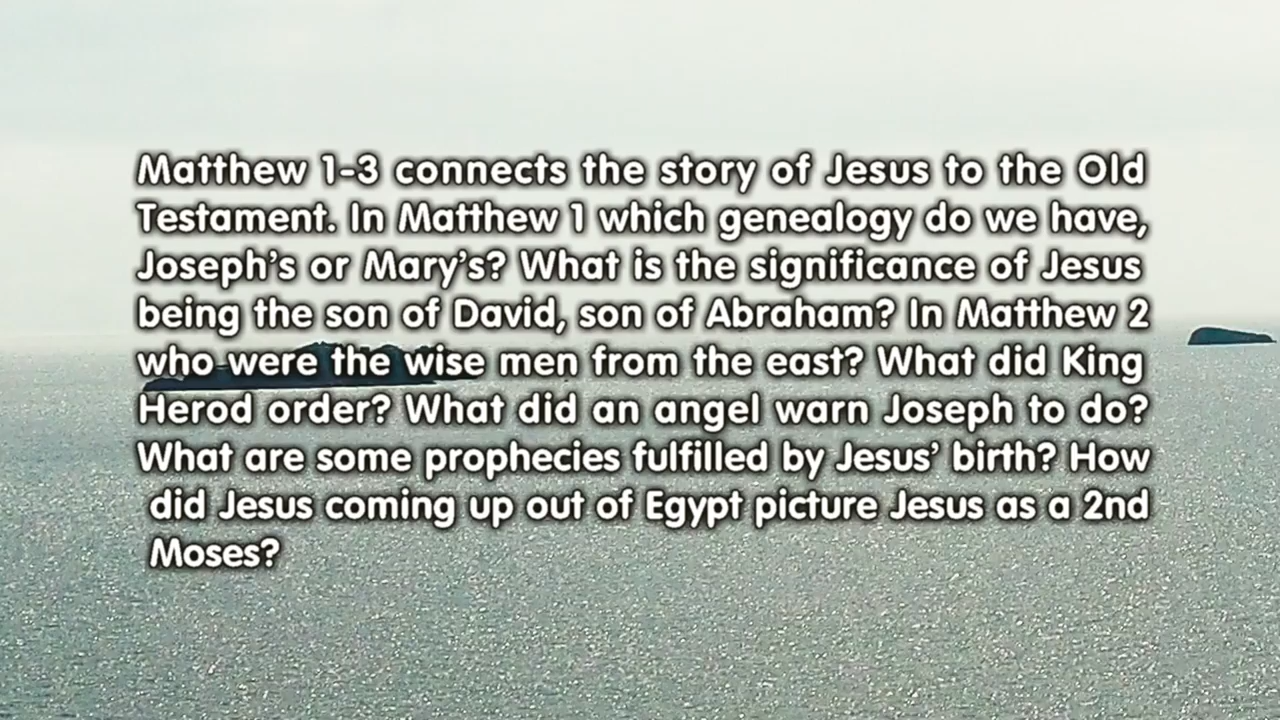 Matthew 1-3 connects the story of Jesus to the Old
Testament. In Matthew 1 which genealogy do we have,
Joseph's or Mary's? What is the significance of Jesus
being the son of David, son of Abraham? In Matthew 2
who were the wise men from the east? What did King
Herod order? What did an angel warn Joseph to do?
What are some prophecies fulfilled by Jesus' birth? How
did Jesus coming up out of Egypt picture Jesus as a 2nd
Moses?